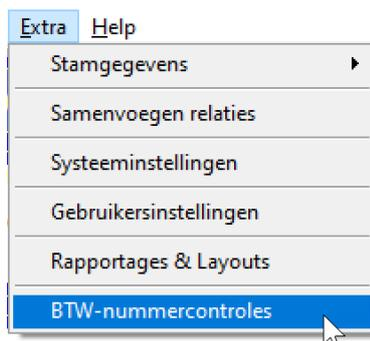 Extra Help
Stamgegevens
Samenvoegen relaties
Systeeminstellingen
Gebruikersinstellingen
Rapportages & Layouts
BTW-nummercontroles